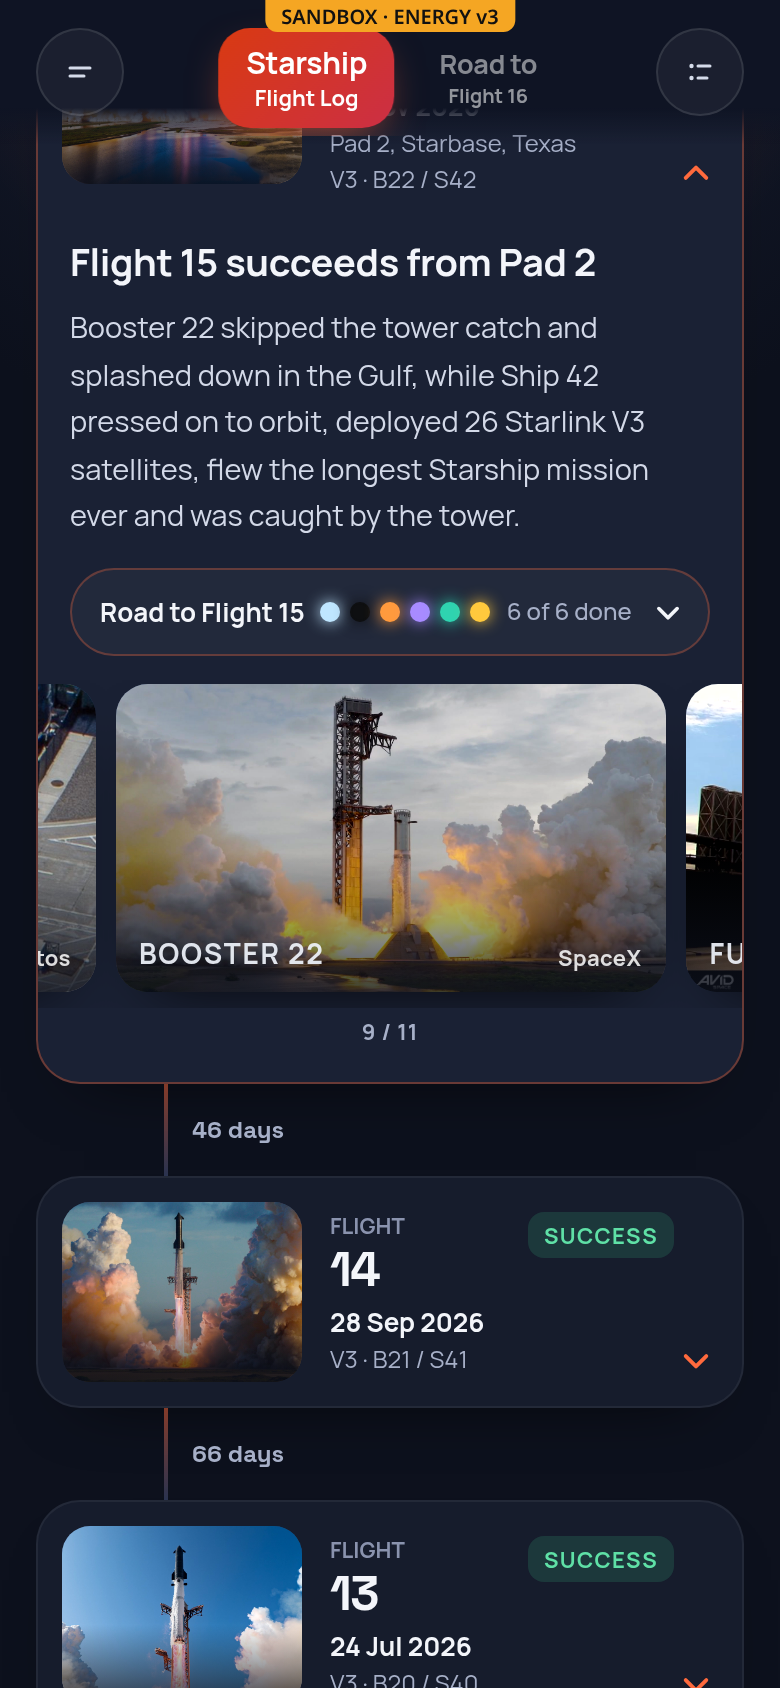 SANDBOX · ENERGY v3
Starship
Flight Log
Road to
Flight 16
Pad 2, Starbase, Texas
V3 · B22 / S42
Flight 15 succeeds from Pad 2
Booster 22 skipped the tower catch and
splashed down in the Gulf, while Ship 42
pressed on to orbit, deployed 26 Starlink V3
satellites, flew the longest Starship mission
ever and was caught by the tower.
Road to Flight 15 6 of 6 done
tos
BOOSTER 22
SpaceX
FU
AVID
9 / 11
46 days
FLIGHT
14
SUCCESS
28 Sep 2026
V3 · B21 / S41
66 days
FLIGHT
13
SUCCESS
24 Jul 2026
V3 · B20 / S40